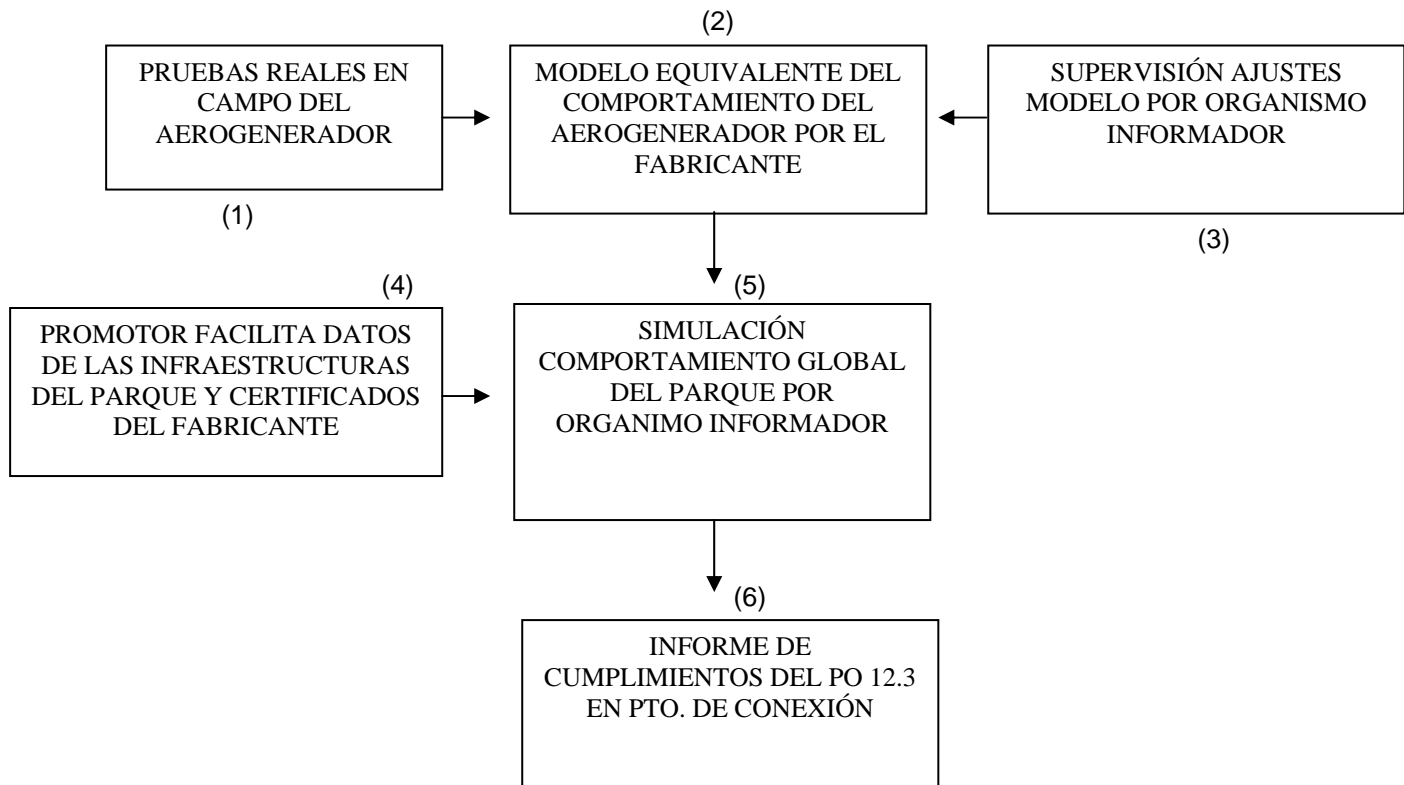 (2)
PRUEBAS REALES EN
CAMPO DEL
AEROGENERADOR
(1)
MODELO EQUIVALENTE DEL
COMPORTAMIENTO DEL
AEROGENERADOR POR EL
FABRICANTE
SUPERVISIÓN AJUSTES
MODELO POR ORGANISMO
INFORMADOR
(3)
(4)
PROMOTOR FACILITA DATOS
DE LAS INFRAESTRUCTURAS
DEL PARQUE Y CERTIFICADOS
DEL FABRICANTE
(5)
SIMULACIÓN
COMPORTAMIENTO GLOBAL
DEL PARQUE POR
ORGANIMO INFORMADOR
(6)
INFORME DE
CUMPLIMIENTOS DEL PO 12.3
EN PTO. DE CONEXIÓN